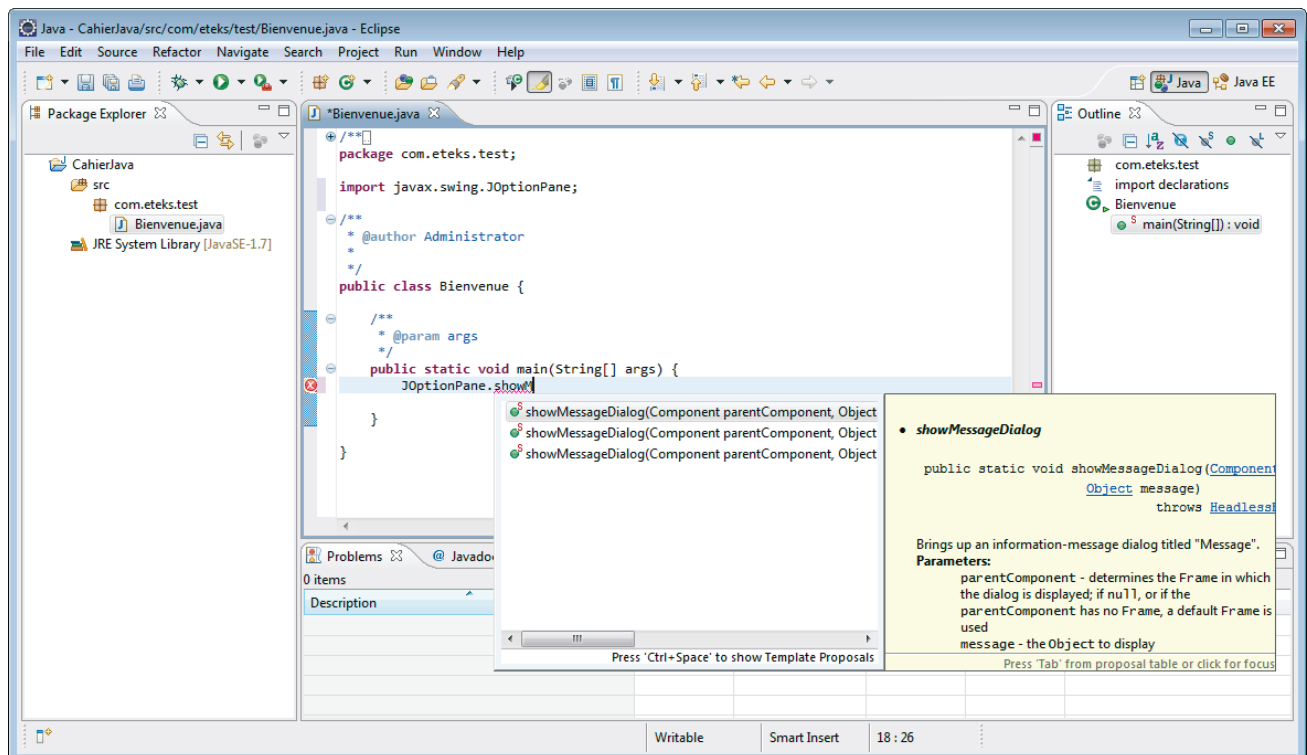 Java - CahierJava/src/com/eteks/test/Bienvenue.java - Eclipse
File Edit Source Refactor Navigate Search Project Run Window Help
Java Java EE
Package Explorer
CahierJava
src
com.eteks.test
Bienvenue.java
JRE System Library [JavaSE-1.7]
*Bienvenue.java
/**
package com.eteks.test;
import javax.swing.JOptionPane;
/**
* @author Administrator
*
*/
public class Bienvenue {
/**
* @param args
*/
public static void main(String[] args) {
JOptionPane.showM
}
}
Outline
com.eteks.test
import declarations
Bienvenue
main(String[]) : void
showMessageDialog(Component parentComponent, Object
showMessageDialog(Component parentComponent, Object
showMessageDialog(Component parentComponent, Object
Press 'Ctrl+Space' to show Template Proposals
• showMessageDialog
public static void showMessageDialog(Component
Object message)
throws Headless
Brings up an information-message dialog titled "Message".
Parameters:
parentComponent - determines the Frame in which
the dialog is displayed; if null, or if the
parentComponent has no Frame, a default Frame is
used
message - the Object to display
Press 'Tab' from proposal table or click for focus
Problems @ Javado
0 items
Description
Writable Smart Insert 18 : 26